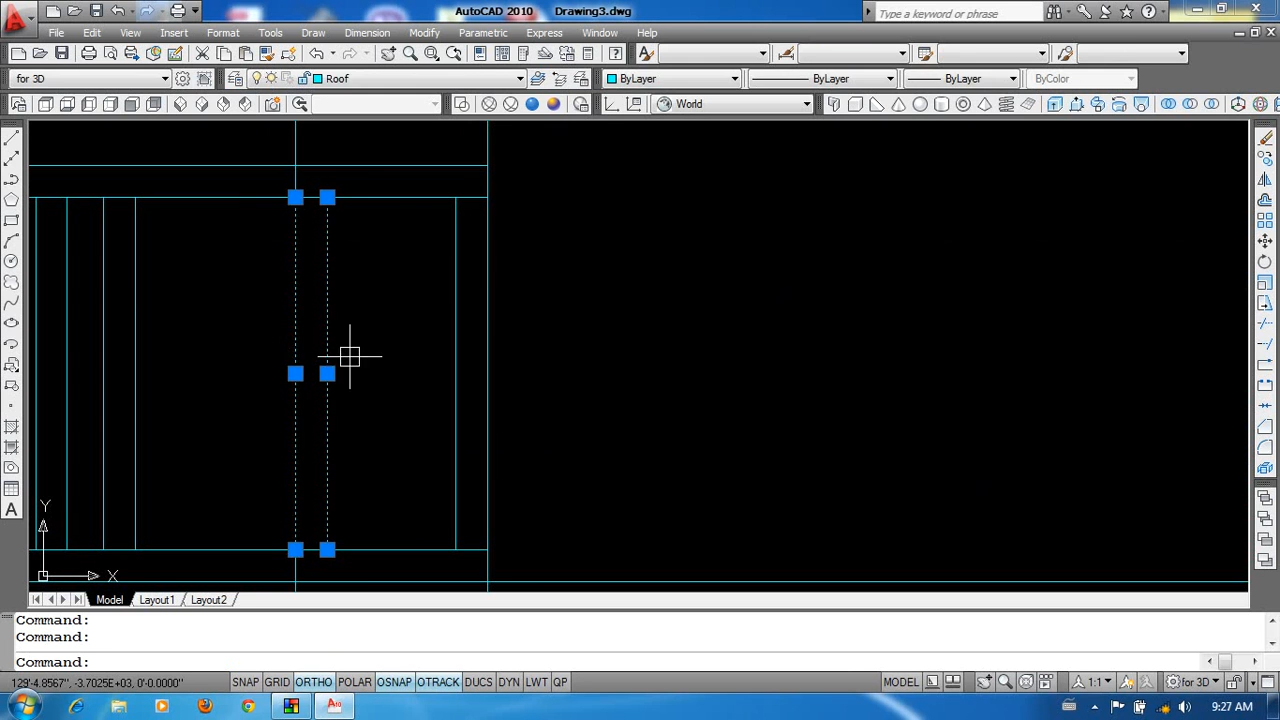 AutoCAD 2010 Drawing3.dwg Type a keyword or phrase
File Edit View Insert Format Tools Draw Dimension Modify Parametric Express Window Help
for 3D Roof ByLayer ByLayer ByLayer ByColor
World
Y
X
A
Model Layout1 Layout2
Command:
Command:
Command:
SNAP GRID ORTHO POLAR OSNAP OTRACK DUCS DYN LWT QP MODEL 1:1 for 3D
9:27 AM